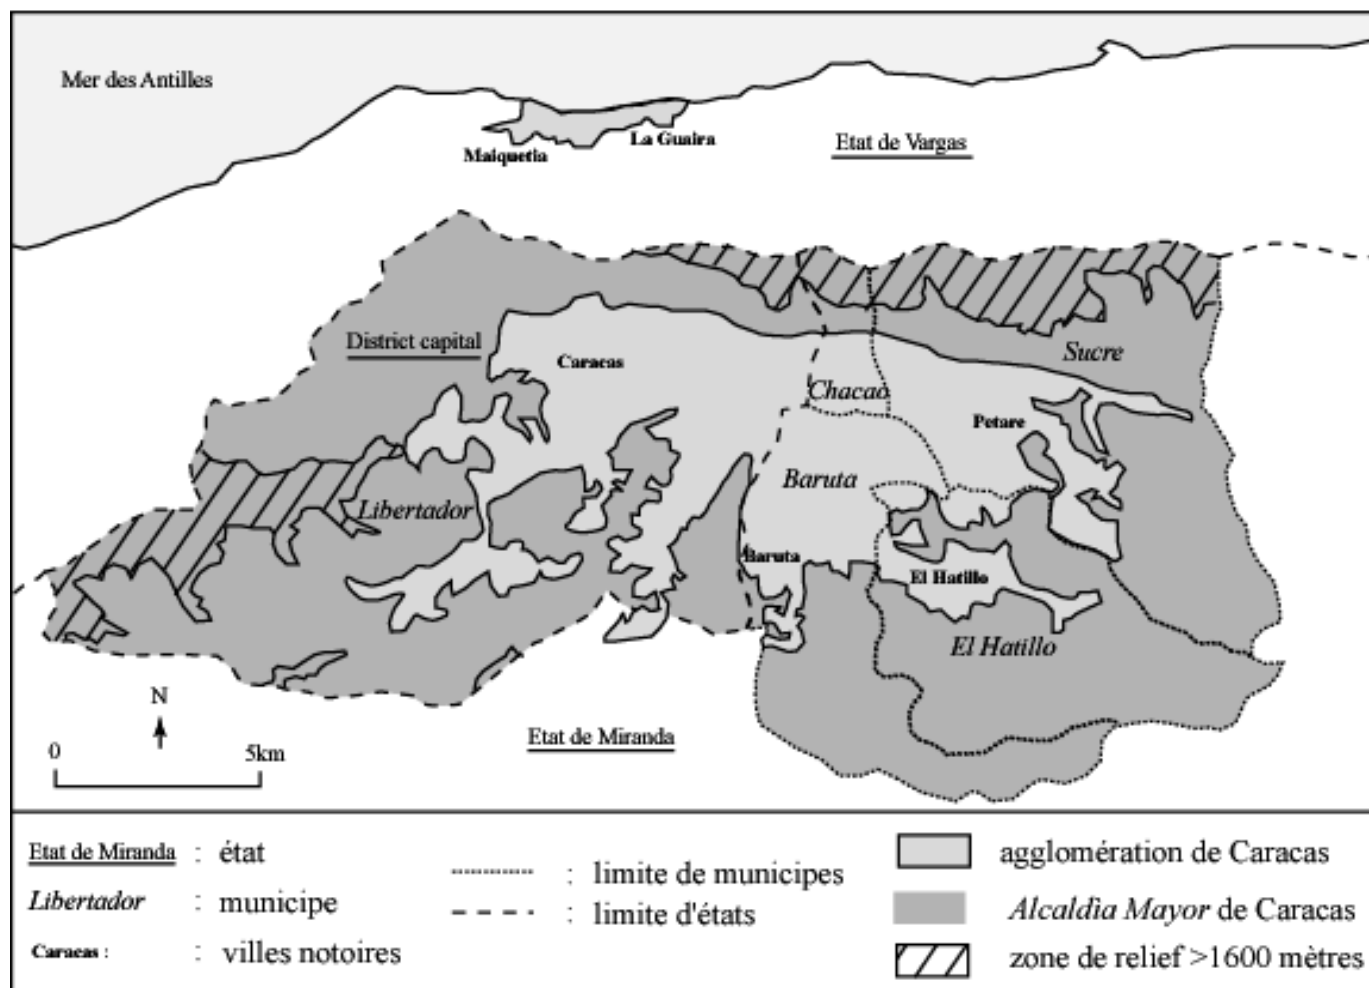 Mer des Antilles
Maiquetia
La Guaira
Etat de Vargas
District capital
Caracas
Sucre
Chacao
Petare
Baruta
Libertador
Baruta
El Hatillo
El Hatillo
N
Etat de Miranda
0 5km
Etat de Miranda : état
Libertador : municipe
Caracas : : villes notoires
: limite de municipes
: limite d'états
agglomération de Caracas
Alcaldìa Mayor de Caracas
zone de relief >1600 mètres